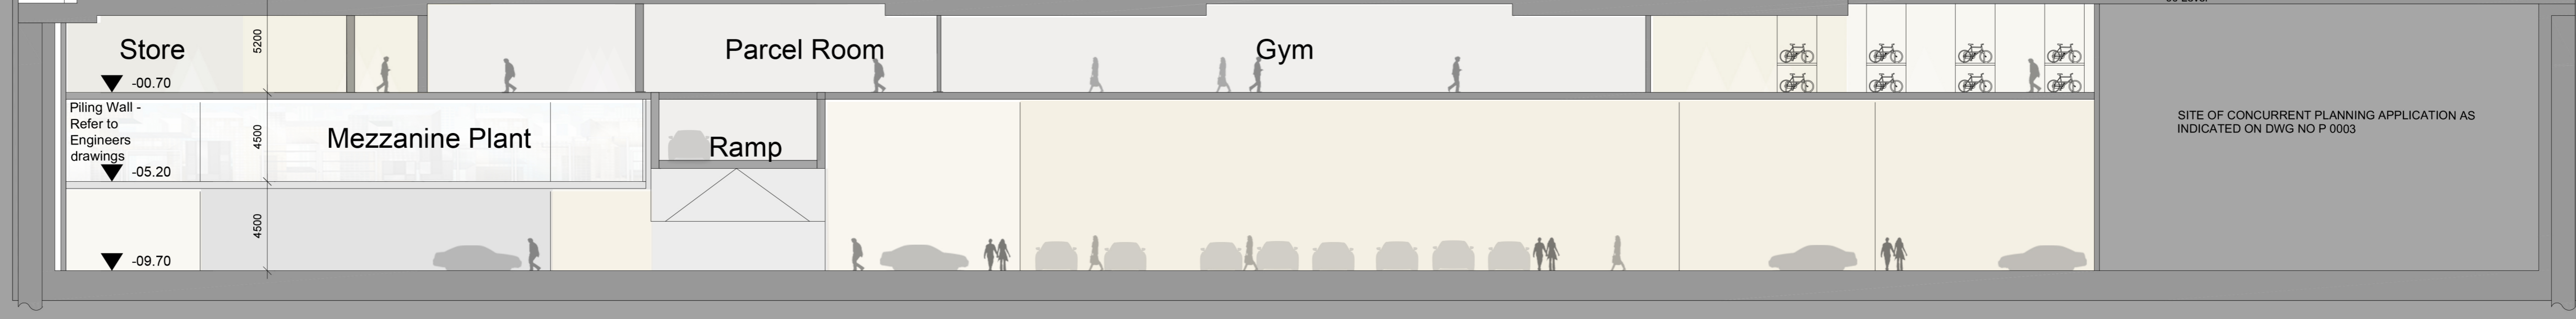 Store
Parcel Room
Gym
5200
-00.70
Piling Wall -
Refer to
Engineers
drawings
Mezzanine Plant
4500
Ramp
-05.20
4500
-09.70
SITE OF CONCURRENT PLANNING APPLICATION AS
INDICATED ON DWG NO P 0003